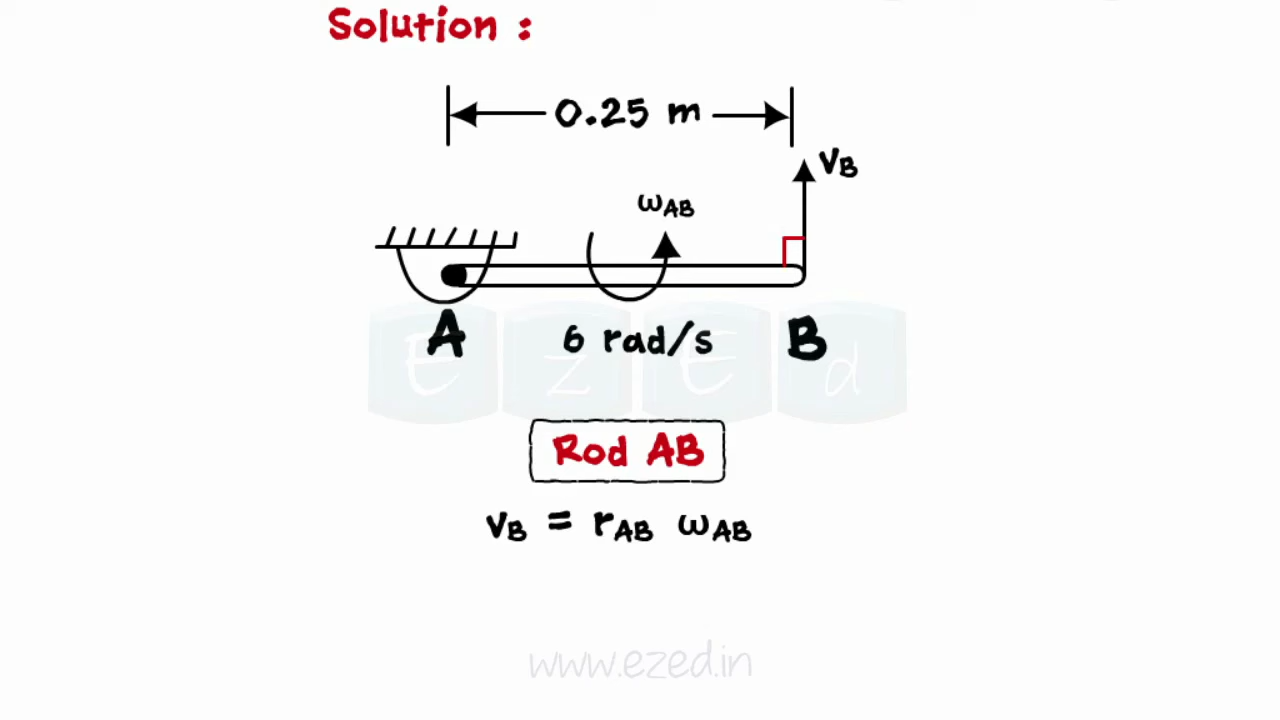 Solution :
0.25 m
vB
ωAB
A 6 rad/s B
E z E d
Rod AB
vB = rAB ωAB
www.ezed.in